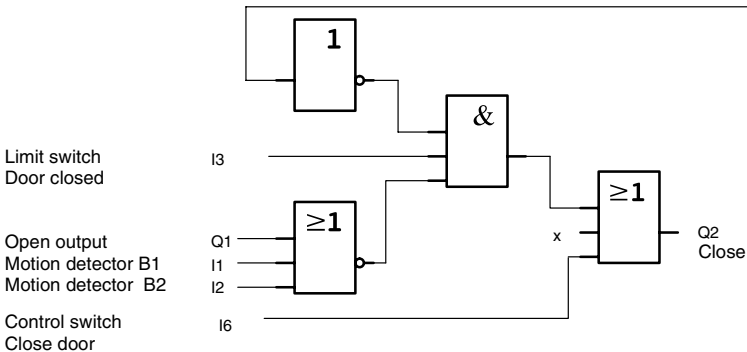 1
&
Limit switch I3
Door closed
≥1
≥1
Open output Q1
x
Q2
Motion detector B1 I1
Close
Motion detector B2 I2
Control switch I6
Close door